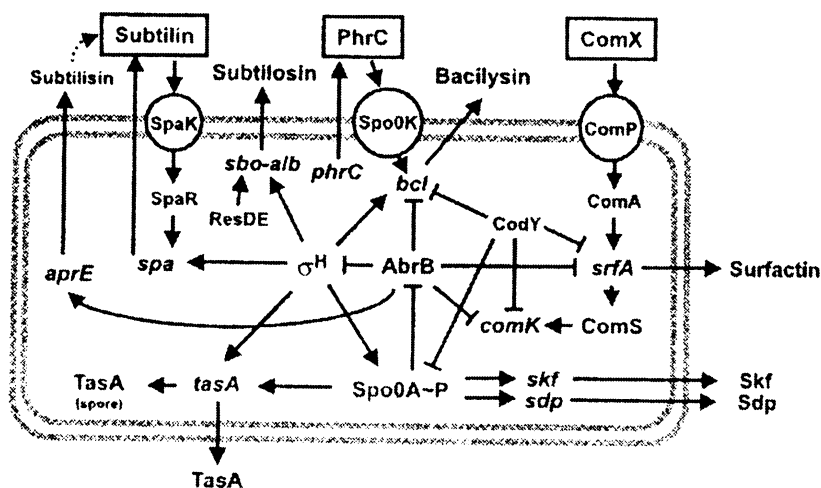 Subtilin
PhrC
ComX
Subtilisin
Subtilosin
Bacilysin
SpaK
Spo0K
ComP
sbo-alb
phrC
bcl
SpaR
ResDE
CodY
ComA
aprE
spa
σH
AbrB
srfA
Surfactin
comK
ComS
TasA
(spore)
tasA
Spo0A~P
skf
Skf
sdp
Sdp
TasA